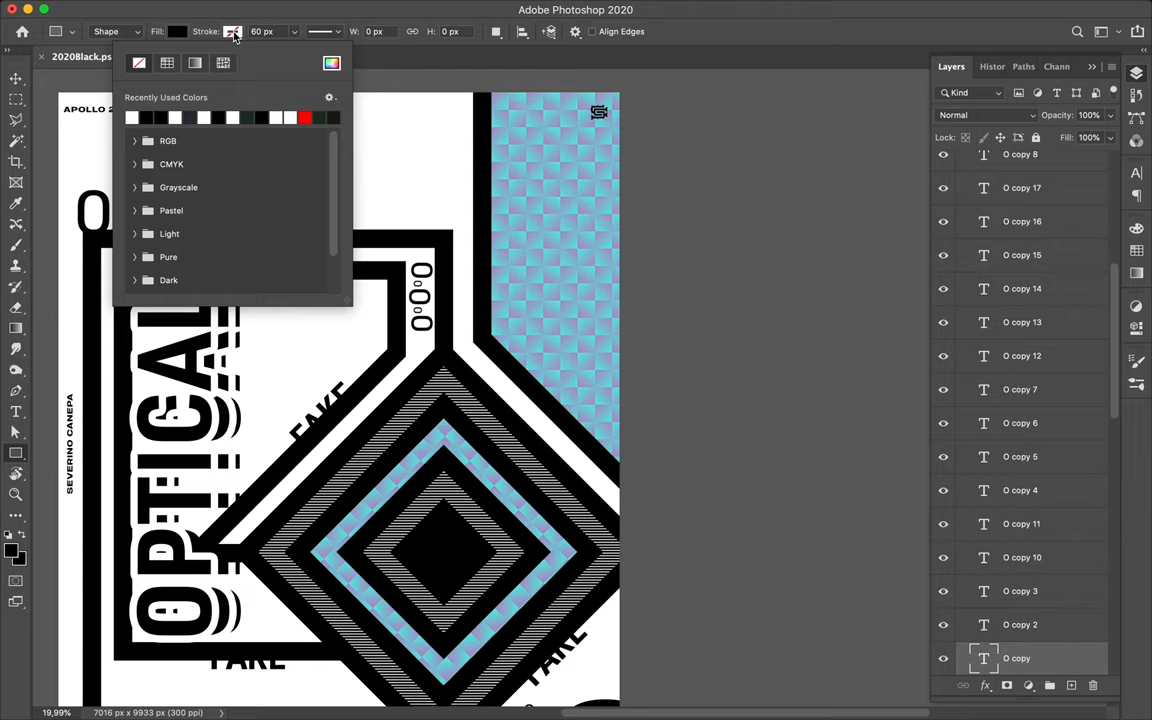 Adobe Photoshop 2020
Shape Fill: Stroke: 60 px W: 0 px H: 0 px Align Edges
2020Black.ps
Recently Used Colors
RGB
CMYK
Grayscale
Pastel
Light
Pure
Dark
APOLLO 2
O
OPTICAL
SEVERINO CANEPA
FAKE
FAKE
FAKE
Layers Histor Paths Chann
Kind
Normal Opacity: 100%
Lock: Fill: 100%
O copy 8
O copy 17
O copy 16
O copy 15
O copy 14
O copy 13
O copy 12
O copy 7
O copy 6
O copy 5
O copy 4
O copy 11
O copy 10
O copy 3
O copy 2
O copy
19,99% 7016 px x 9933 px (300 ppi)